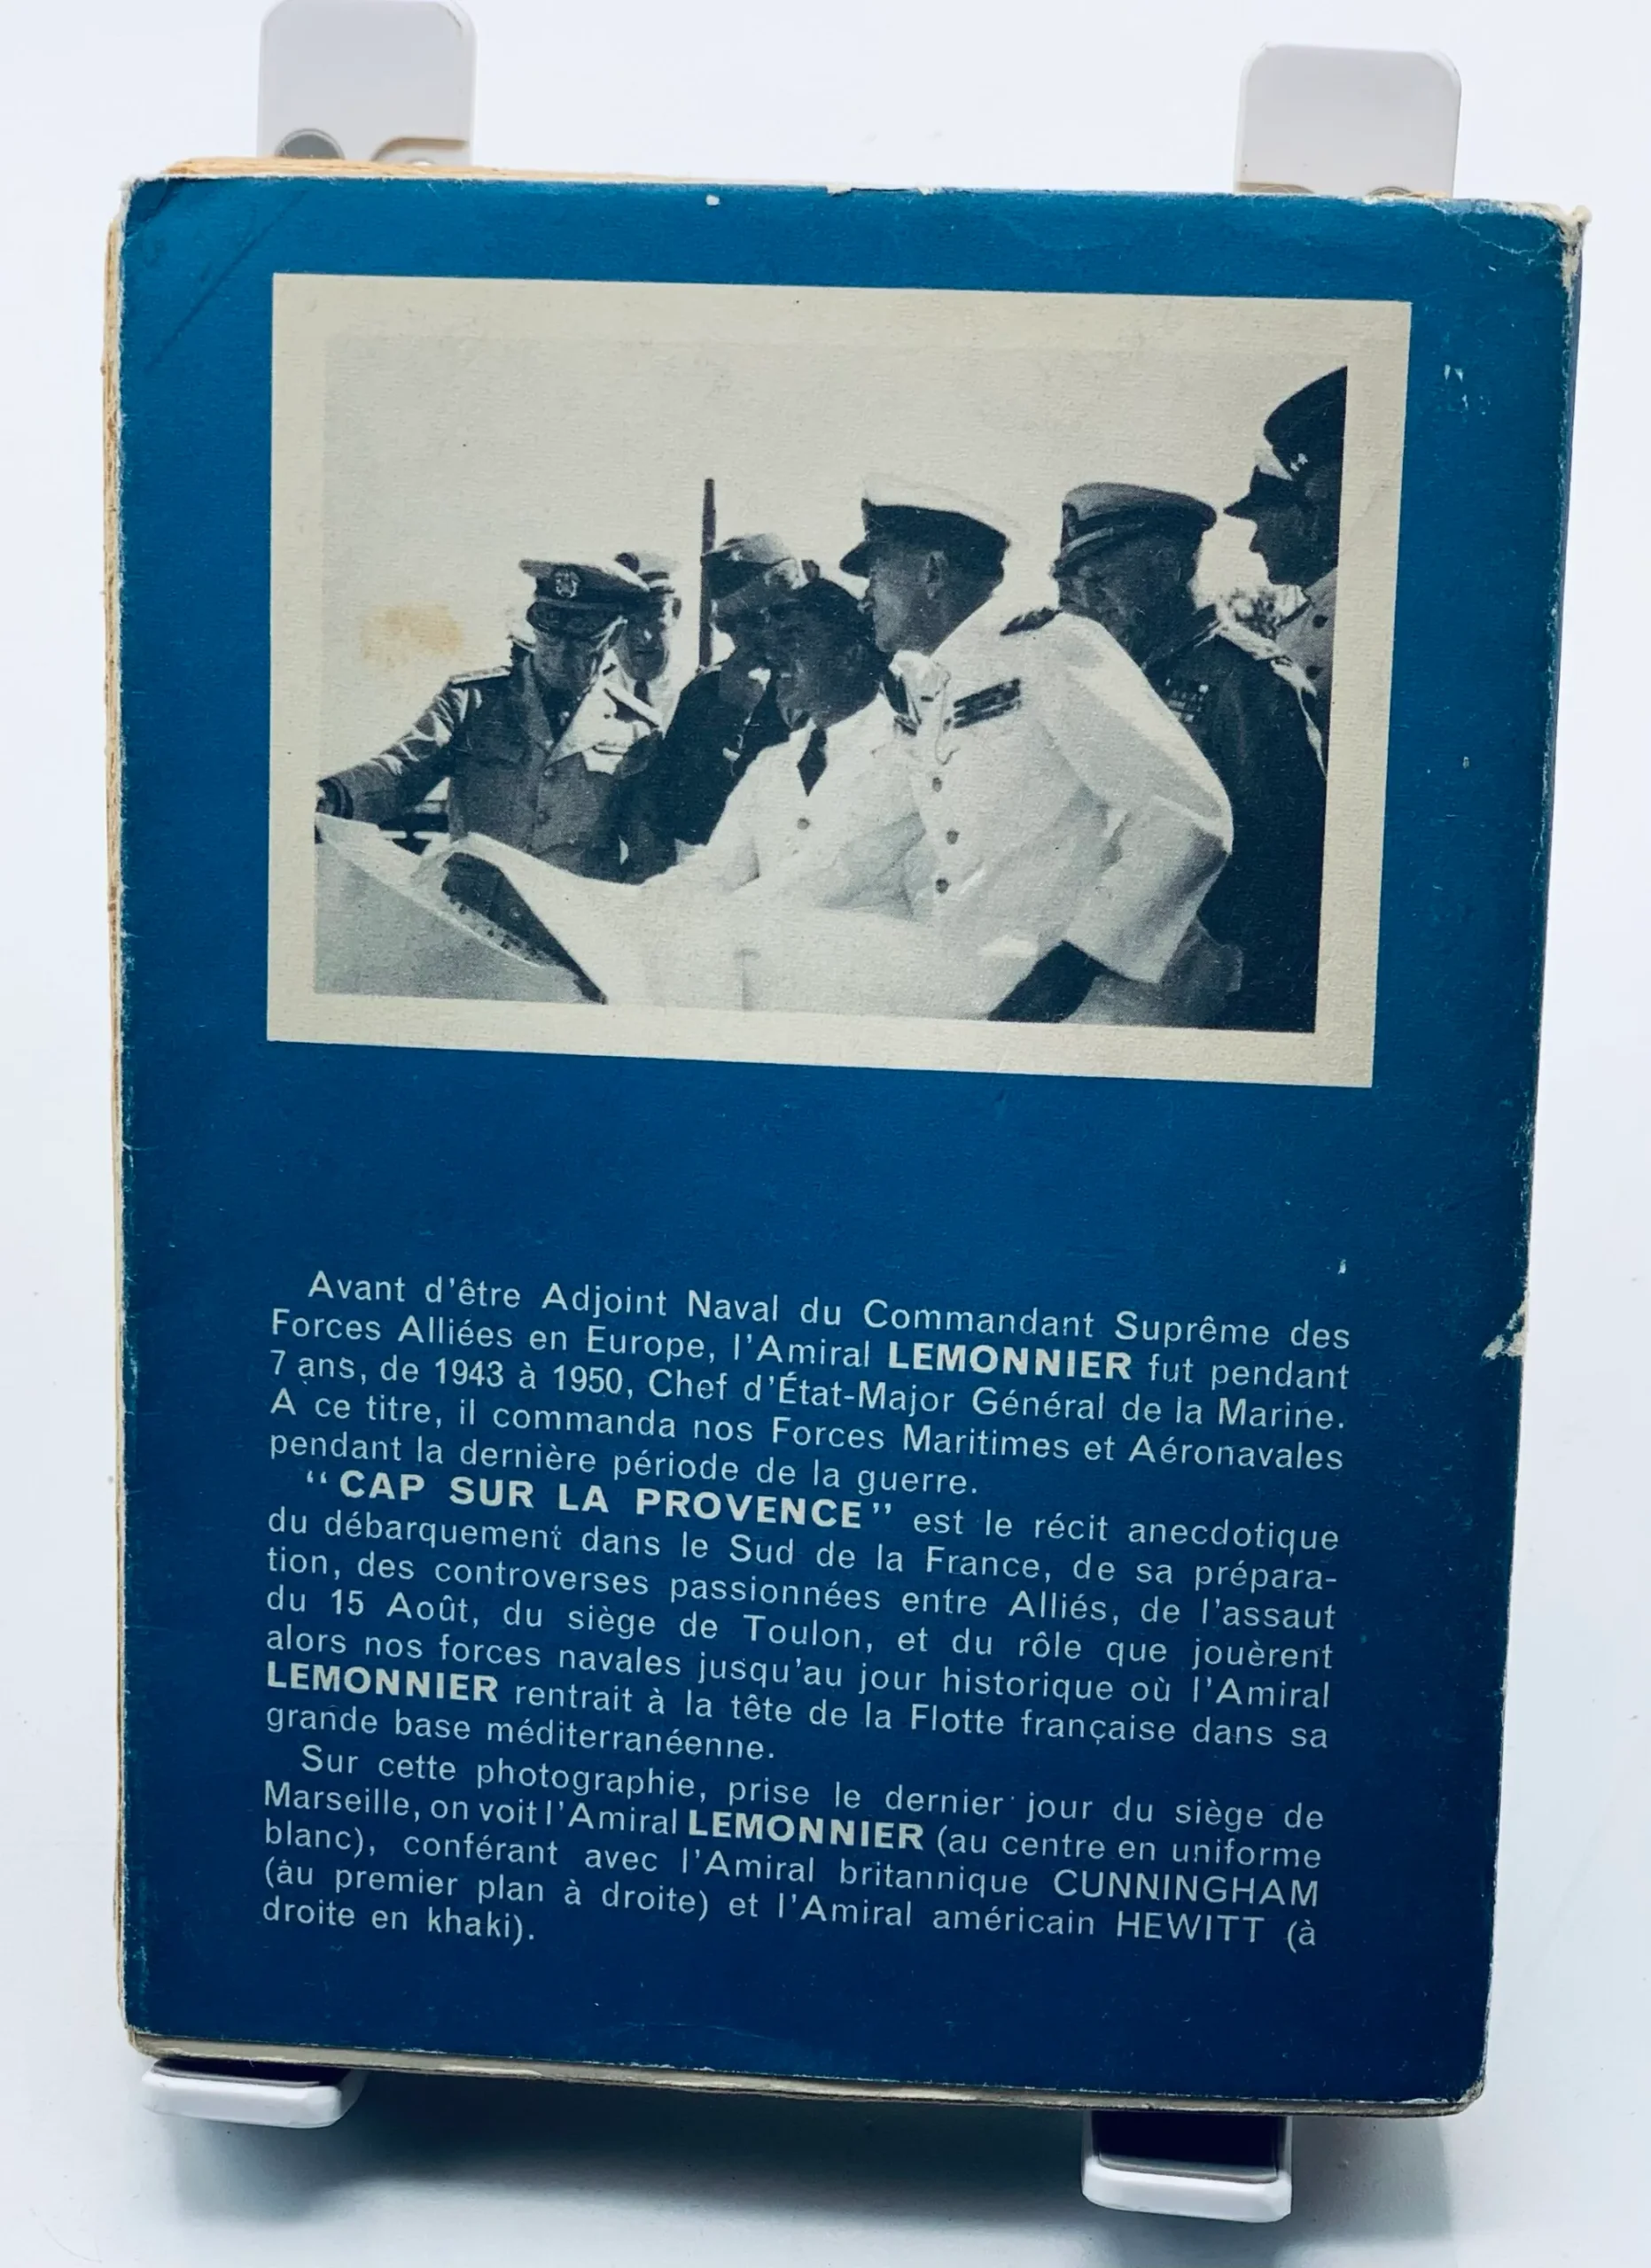 Avant d'être Adjoint Naval du Commandant Suprême des
Forces Alliées en Europe, l'Amiral LEMONNIER fut pendant
7 ans, de 1943 à 1950, Chef d'État-Major Général de la Marine.
A ce titre, il commanda nos Forces Maritimes et Aéronavales
pendant la dernière période de la guerre.
“ CAP SUR LA PROVENCE ” est le récit anecdotique
du débarquement dans le Sud de la France, de sa prépara-
tion, des controverses passionnées entre Alliés, de l'assaut
du 15 Août, du siège de Toulon, et du rôle que jouèrent
alors nos forces navales jusqu'au jour historique où l'Amiral
LEMONNIER rentrait à la tête de la Flotte française dans sa
grande base méditerranéenne.
Sur cette photographie, prise le dernier jour du siège de
Marseille, on voit l'Amiral LEMONNIER (au centre en uniforme
blanc), conférant avec l'Amiral britannique CUNNINGHAM
(au premier plan à droite) et l'Amiral américain HEWITT (à
droite en khaki).